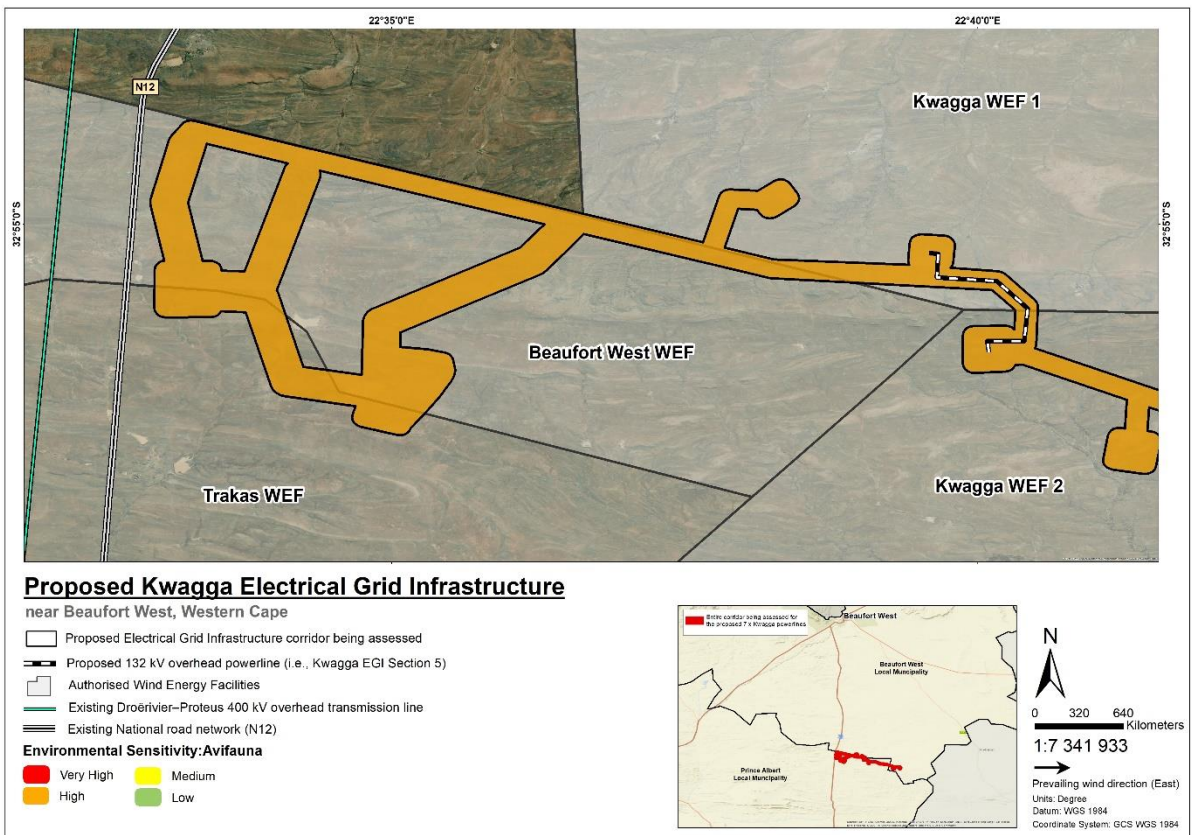 22°35'0"E
22°40'0"E
N12
Kwagga WEF 1
32°55'0"S
32°55'0"S
Beaufort West WEF
Trakas WEF
Kwagga WEF 2
Proposed Kwagga Electrical Grid Infrastructure
near Beaufort West, Western Cape
Proposed Electrical Grid Infrastructure corridor being assessed
Proposed 132 kV overhead powerline (i.e., Kwagga EGI Section 5)
Authorised Wind Energy Facilities
Existing Droërivier–Proteus 400 kV overhead transmission line
Existing National road network (N12)
Environmental Sensitivity:Avifauna
Very High
Medium
High
Low
Entire corridor being assessed for
the proposed 7 x Kwagga powerlines
Beaufort West
Beaufort West
Local Municipality
Prince Albert
Local Muncipality
N
0 320 640
Kilometers
1:7 341 933
Prevailing wind direction (East)
Units: Degree
Datum: WGS 1984
Coordinate System: GCS WGS 1984